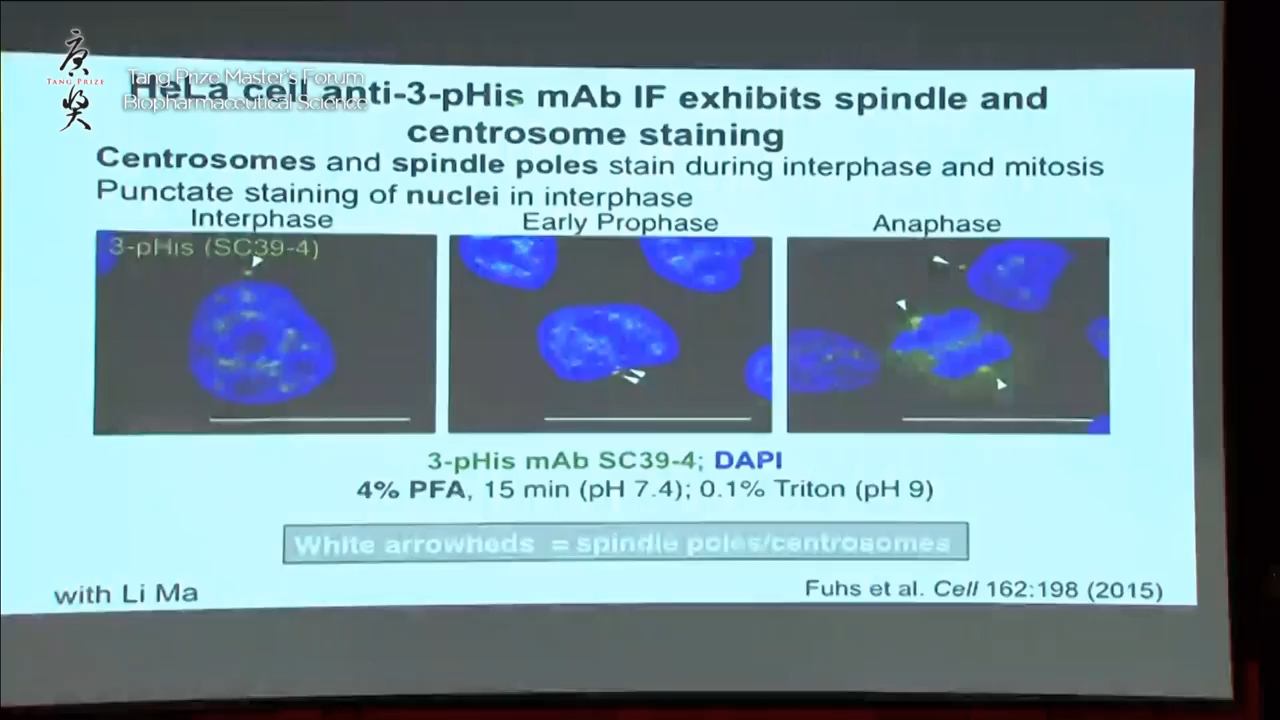 唐
TANG PRIZE
奖
Tang Prize Master's Forum
Biopharmaceutical Science
HeLa cell anti-3-pHis mAb IF exhibits spindle and
centrosome staining
Centrosomes and spindle poles stain during interphase and mitosis
Punctate staining of nuclei in interphase
Interphase
Early Prophase
Anaphase
3-pHis (SC39-4)
3-pHis mAb SC39-4; DAPI
4% PFA, 15 min (pH 7.4); 0.1% Triton (pH 9)
White arrowheds = spindle poles/centrosomes
with Li Ma
Fuhs et al. Cell 162:198 (2015)